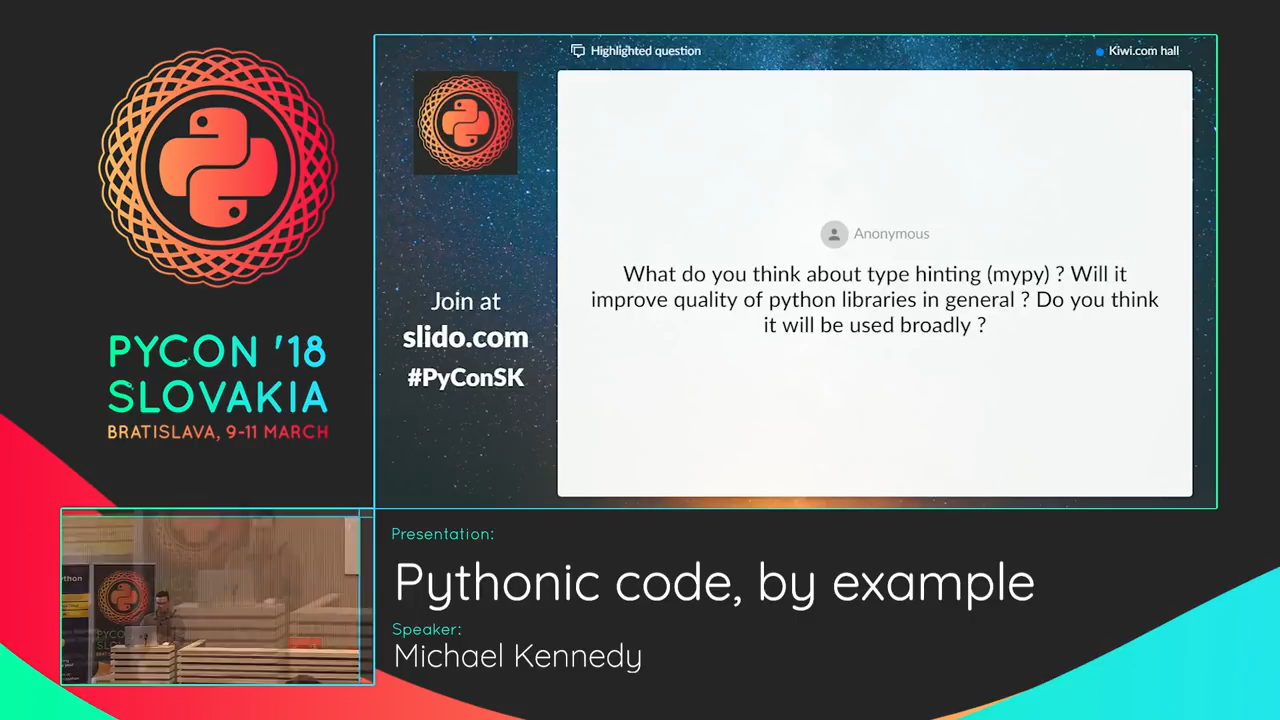 PYCON '18
SLOVAKIA
BRATISLAVA, 9-11 MARCH
Highlighted question
Kiwi.com hall
Join at
slido.com
#PyConSK
Anonymous
What do you think about type hinting (mypy) ? Will it
improve quality of python libraries in general ? Do you think
it will be used broadly ?
Presentation:
Pythonic code, by example
Speaker:
Michael Kennedy